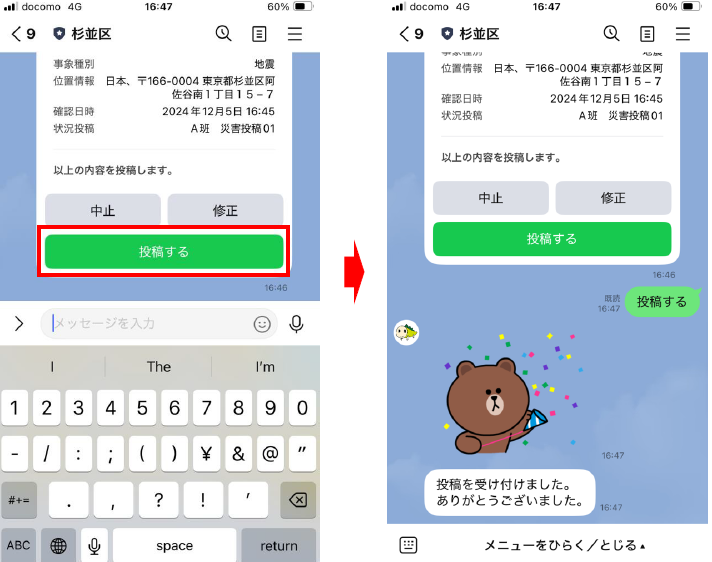 docomo 4G 16:47 60%
9 杉並区
事象種別 地震
位置情報 日本、〒166-0004 東京都杉並区阿
佐谷南1丁目15－7
確認日時 2024年12月5日 16:45
状況投稿 A班 災害投稿01
以上の内容を投稿します。
中止 修正
投稿する
16:46
メッセージを入力
I The I'm
1 2 3 4 5 6 7 8 9 0
- / : ; ( ) ¥ & @ "
#+= . , ? ! '
ABC space return
docomo 4G 16:47 60%
9 杉並区
事象種別 地震
位置情報 日本、〒166-0004 東京都杉並区阿
佐谷南1丁目15－7
確認日時 2024年12月5日 16:45
状況投稿 A班 災害投稿01
以上の内容を投稿します。
中止 修正
投稿する
16:46
既読
16:47
投稿する
16:47
投稿を受け付けました。
ありがとうございました。
16:47
メニューをひらく／とじる▲